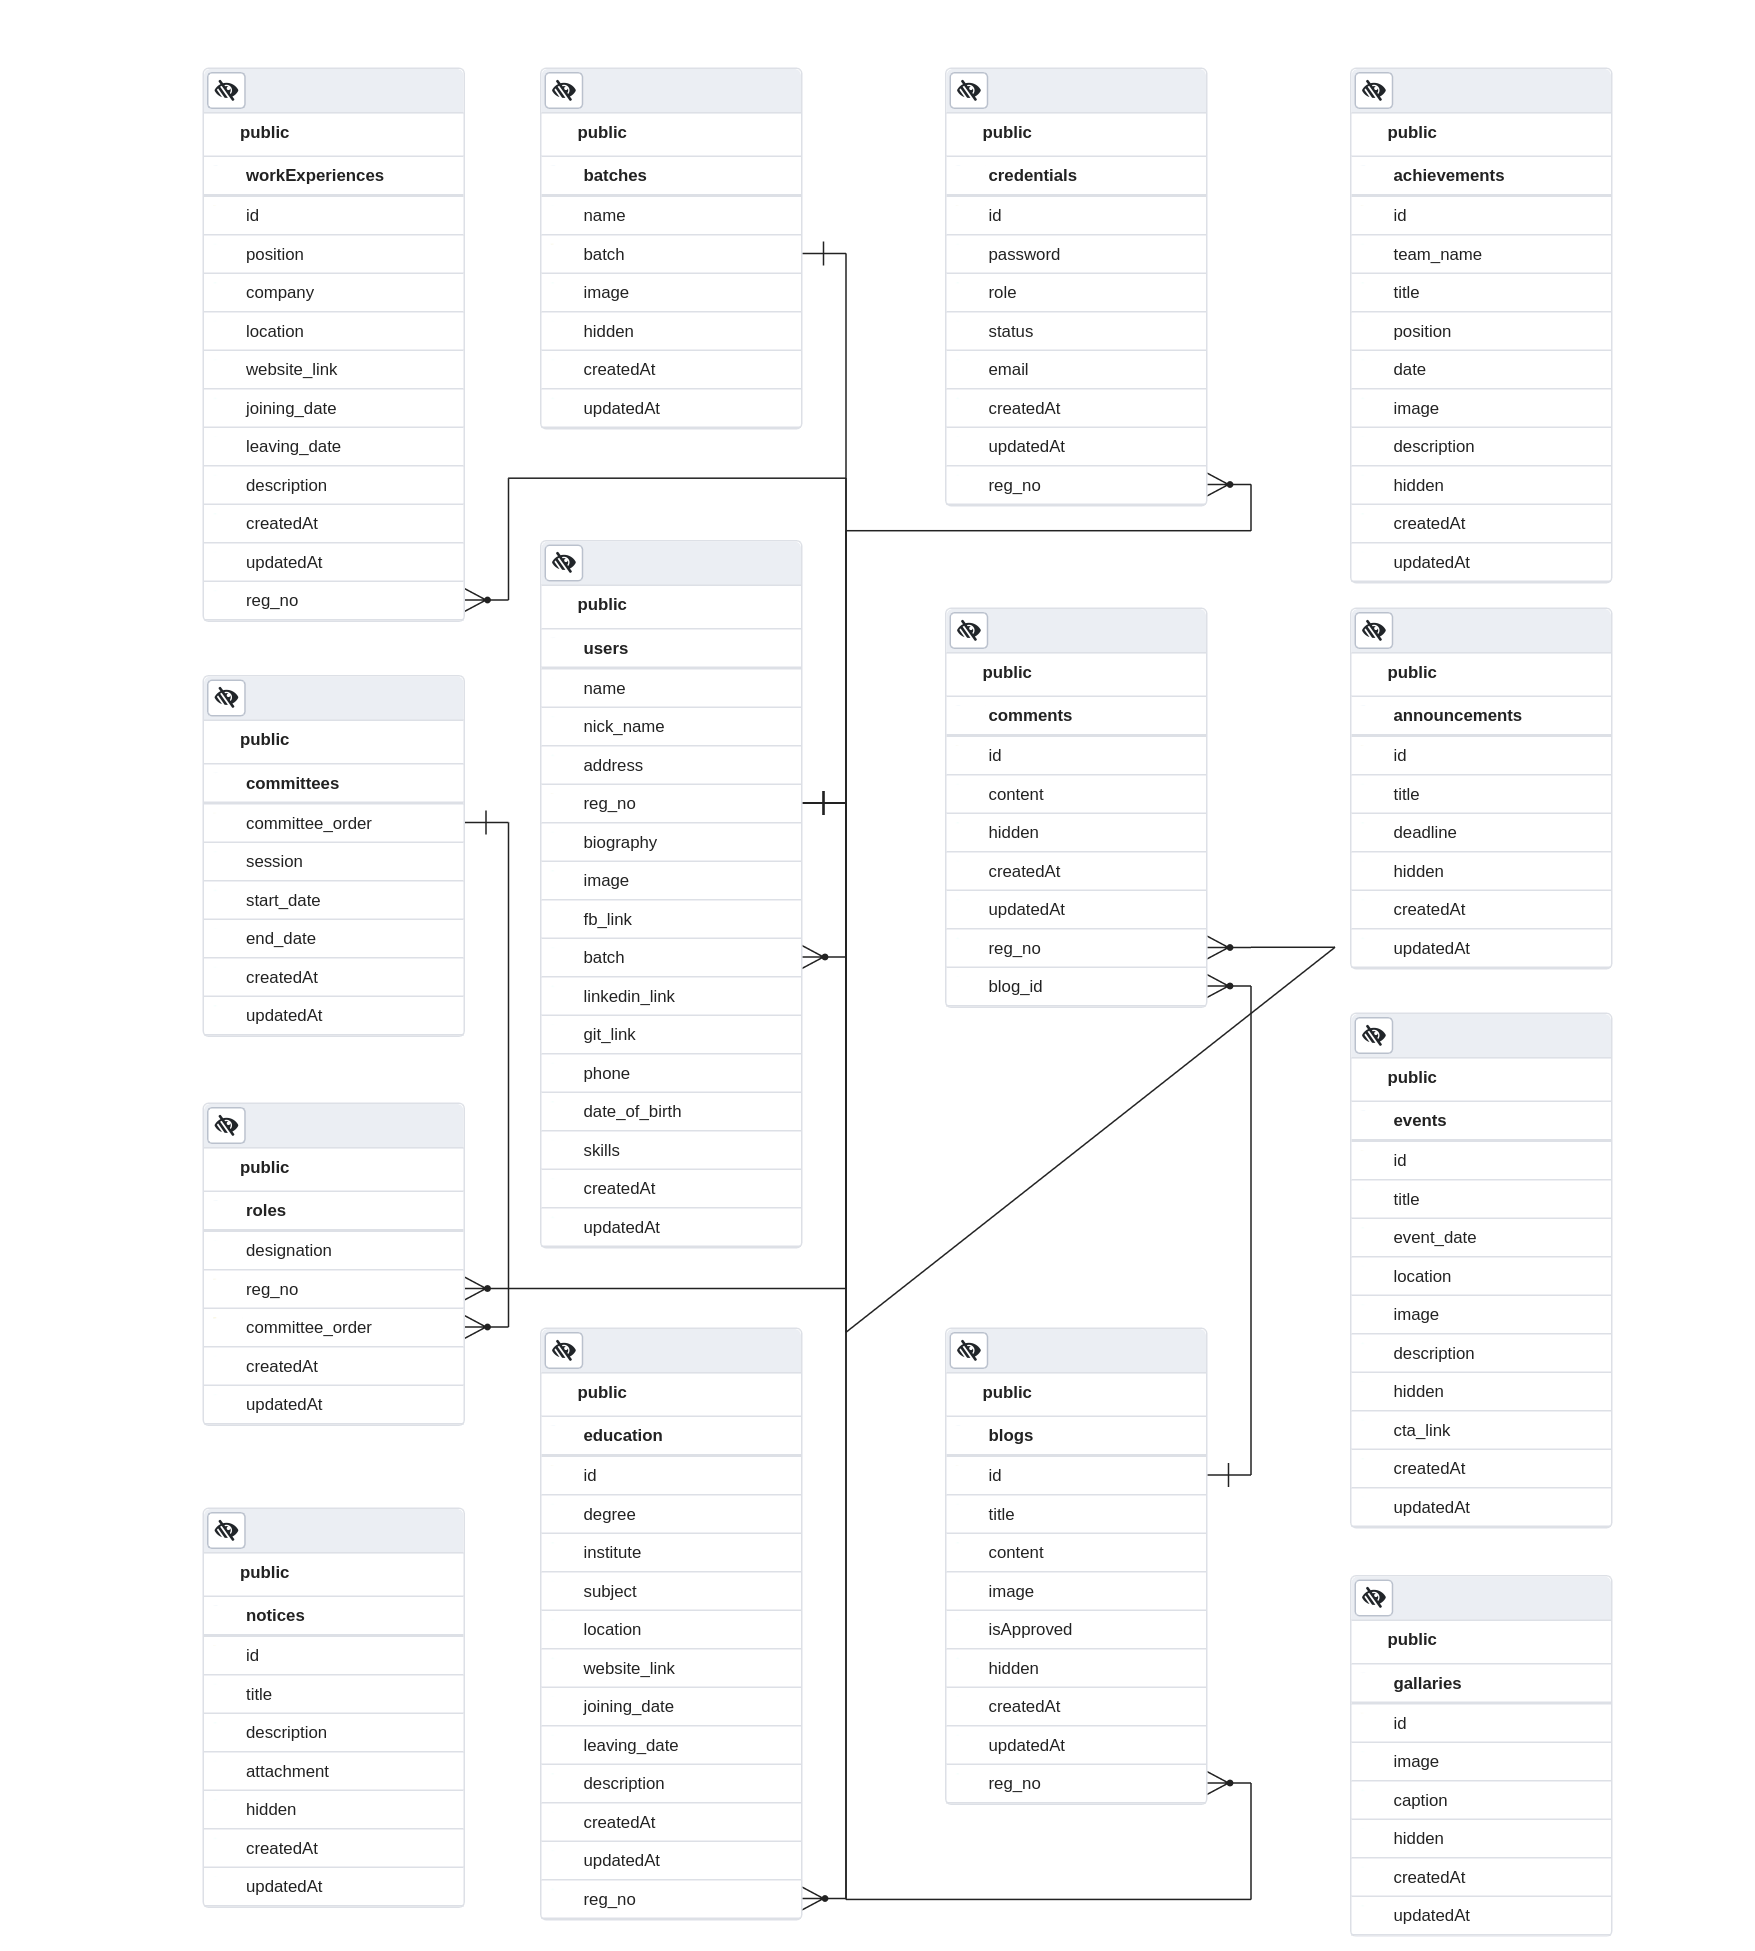 public
workExperiences
id
position
company
location
website_link
joining_date
leaving_date
description
createdAt
updatedAt
reg_no
public
committees
committee_order
session
start_date
end_date
createdAt
updatedAt
public
roles
designation
reg_no
committee_order
createdAt
updatedAt
public
notices
id
title
description
attachment
hidden
createdAt
updatedAt
public
batches
name
batch
image
hidden
createdAt
updatedAt
public
users
name
nick_name
address
reg_no
biography
image
fb_link
batch
linkedin_link
git_link
phone
date_of_birth
skills
createdAt
updatedAt
public
education
id
degree
institute
subject
location
website_link
joining_date
leaving_date
description
createdAt
updatedAt
reg_no
public
credentials
id
password
role
status
email
createdAt
updatedAt
reg_no
public
comments
id
content
hidden
createdAt
updatedAt
reg_no
blog_id
public
blogs
id
title
content
image
isApproved
hidden
createdAt
updatedAt
reg_no
public
achievements
id
team_name
title
position
date
image
description
hidden
createdAt
updatedAt
public
announcements
id
title
deadline
hidden
createdAt
updatedAt
public
events
id
title
event_date
location
image
description
hidden
cta_link
createdAt
updatedAt
public
gallaries
id
image
caption
hidden
createdAt
updatedAt